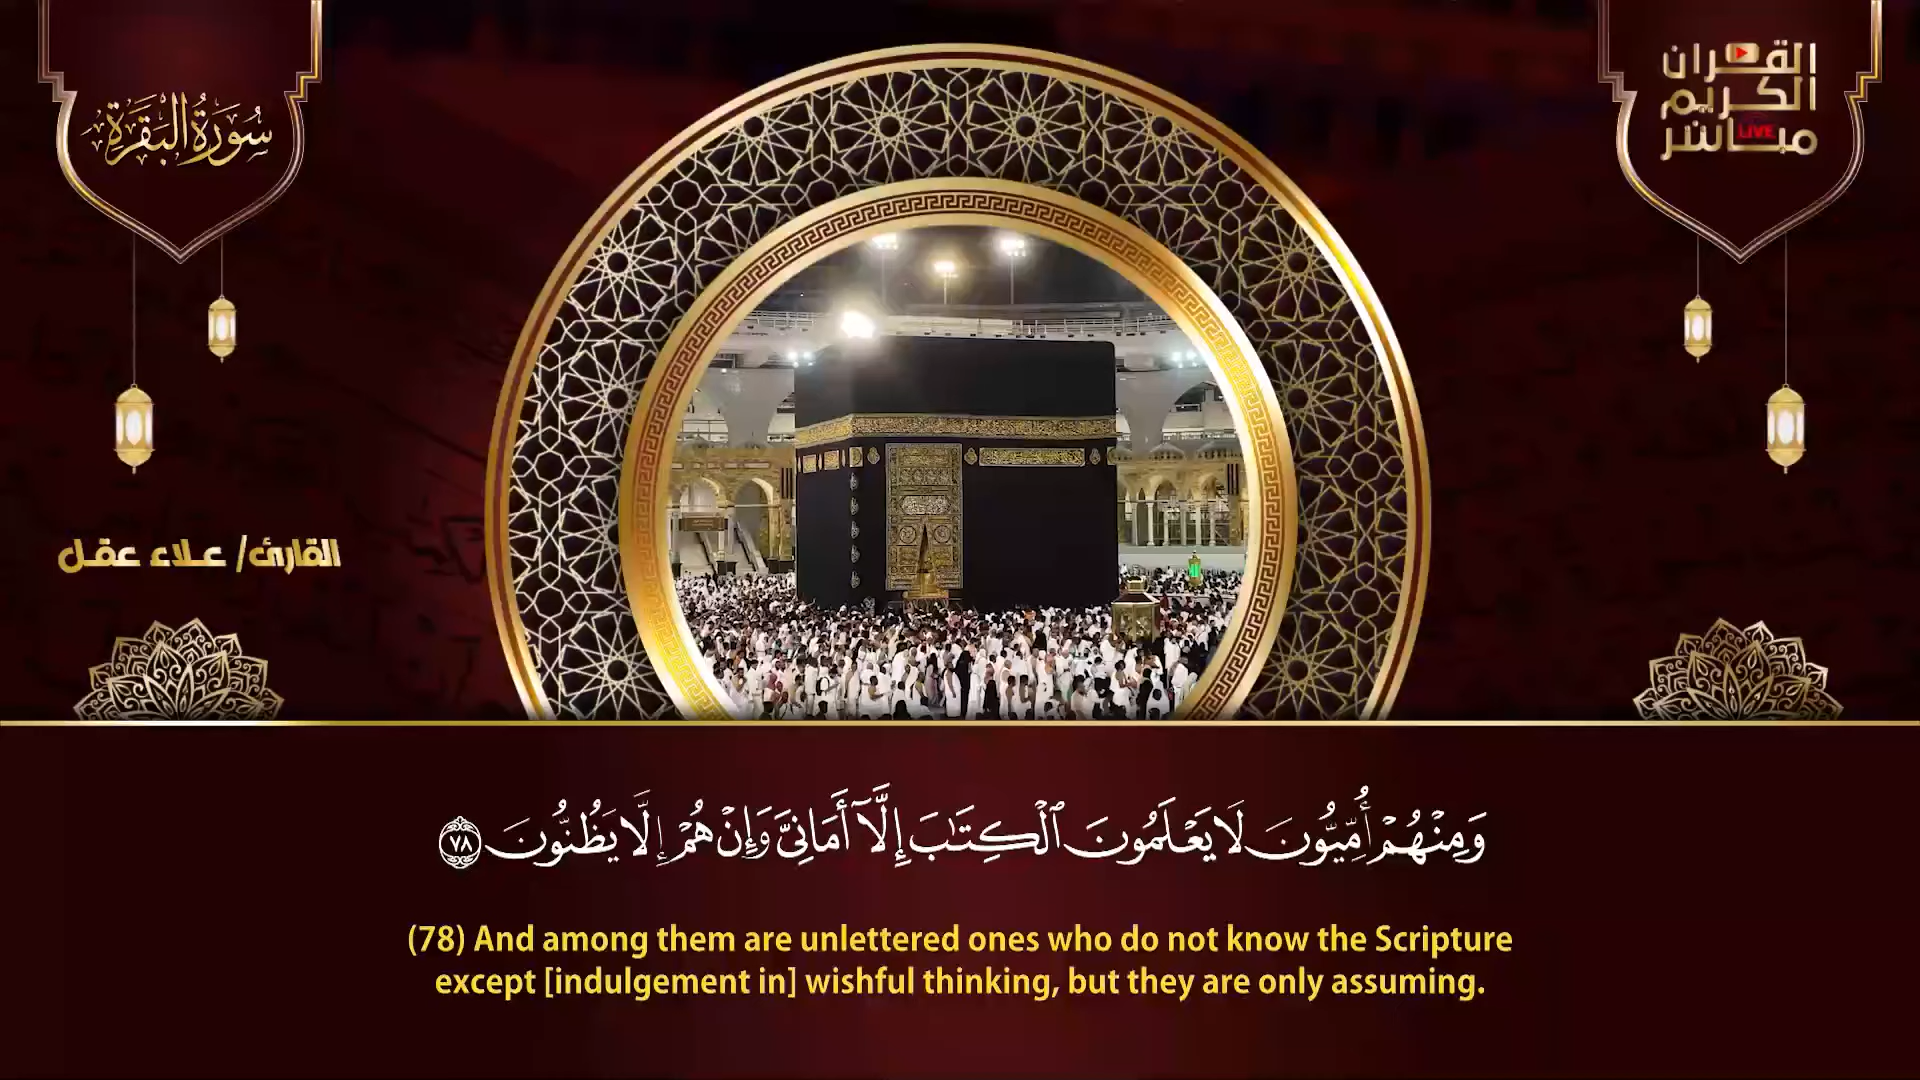 سُورَةُ الْبَقَرَةِ
القرآن
الكريم
مباشر
LIVE
القارئ/ علاء عقل
وَمِنْهُمْ أُمِّيُّونَ لَا يَعْلَمُونَ ٱلْكِتَٰبَ إِلَّآ أَمَانِىَّ وَإِنْ هُمْ إِلَّا يَظُنُّونَ ٧٨
(78) And among them are unlettered ones who do not know the Scripture
except [indulgement in] wishful thinking, but they are only assuming.